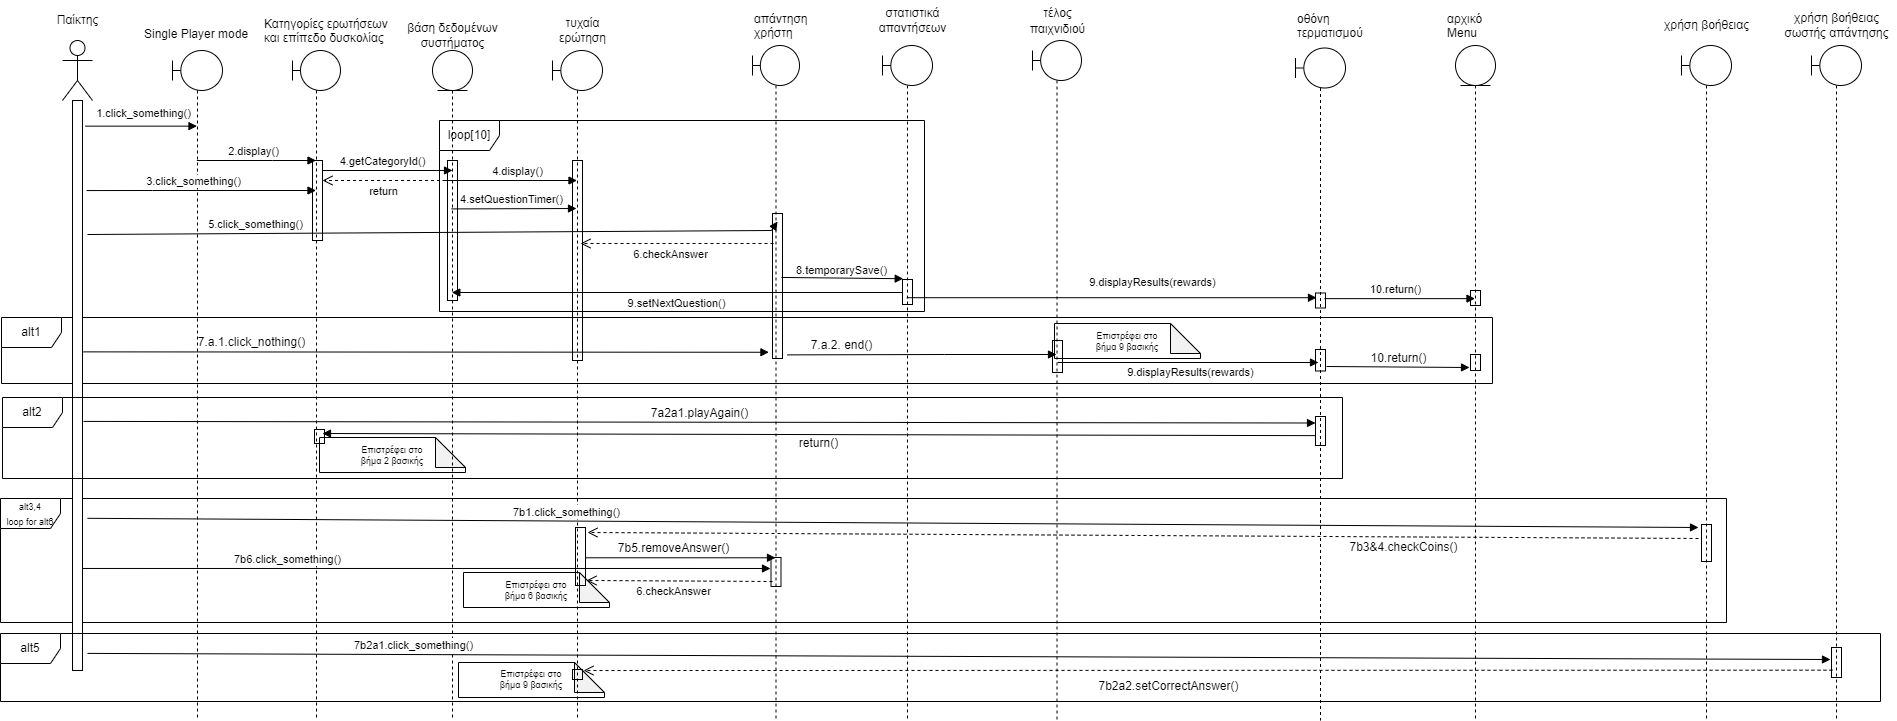 Παίκτης
Single Player mode
Κατηγορίες ερωτήσεων
και επίπεδο δυσκολίας
βάση δεδομένων
συστήματος
τυχαία
ερώτηση
απάντηση
χρήστη
στατιστικά
απαντήσεων
τέλος
παιχνιδιού
οθόνη
τερματισμού
αρχικό
Menu
χρήση βοήθειας
χρήση βοήθειας
σωστής απάντησης
1.click_something()
loop[10]
2.display()
4.getCategoryId()
4.display()
3.click_something()
return
4.setQuestionTimer()
5.click_something()
6.checkAnswer
8.temporarySave()
9.displayResults(rewards)
10.return()
9.setNextQuestion()
alt1
7.a.1.click_nothing()
7.a.2. end()
Επιστρέφει στο
βήμα 9 βασικής
10.return()
9.displayResults(rewards)
alt2
7a2a1.playAgain()
return()
Επιστρέφει στο
βήμα 2 βασικής
alt3,4
loop for alt6
7b1.click_something()
7b3&4.checkCoins()
7b5.removeAnswer()
7b6.click_something()
Επιστρέφει στο
βήμα 6 βασικής
6.checkAnswer
alt5
7b2a1.click_something()
Επιστρέφει στο
βήμα 9 βασικής
7b2a2.setCorrectAnswer()